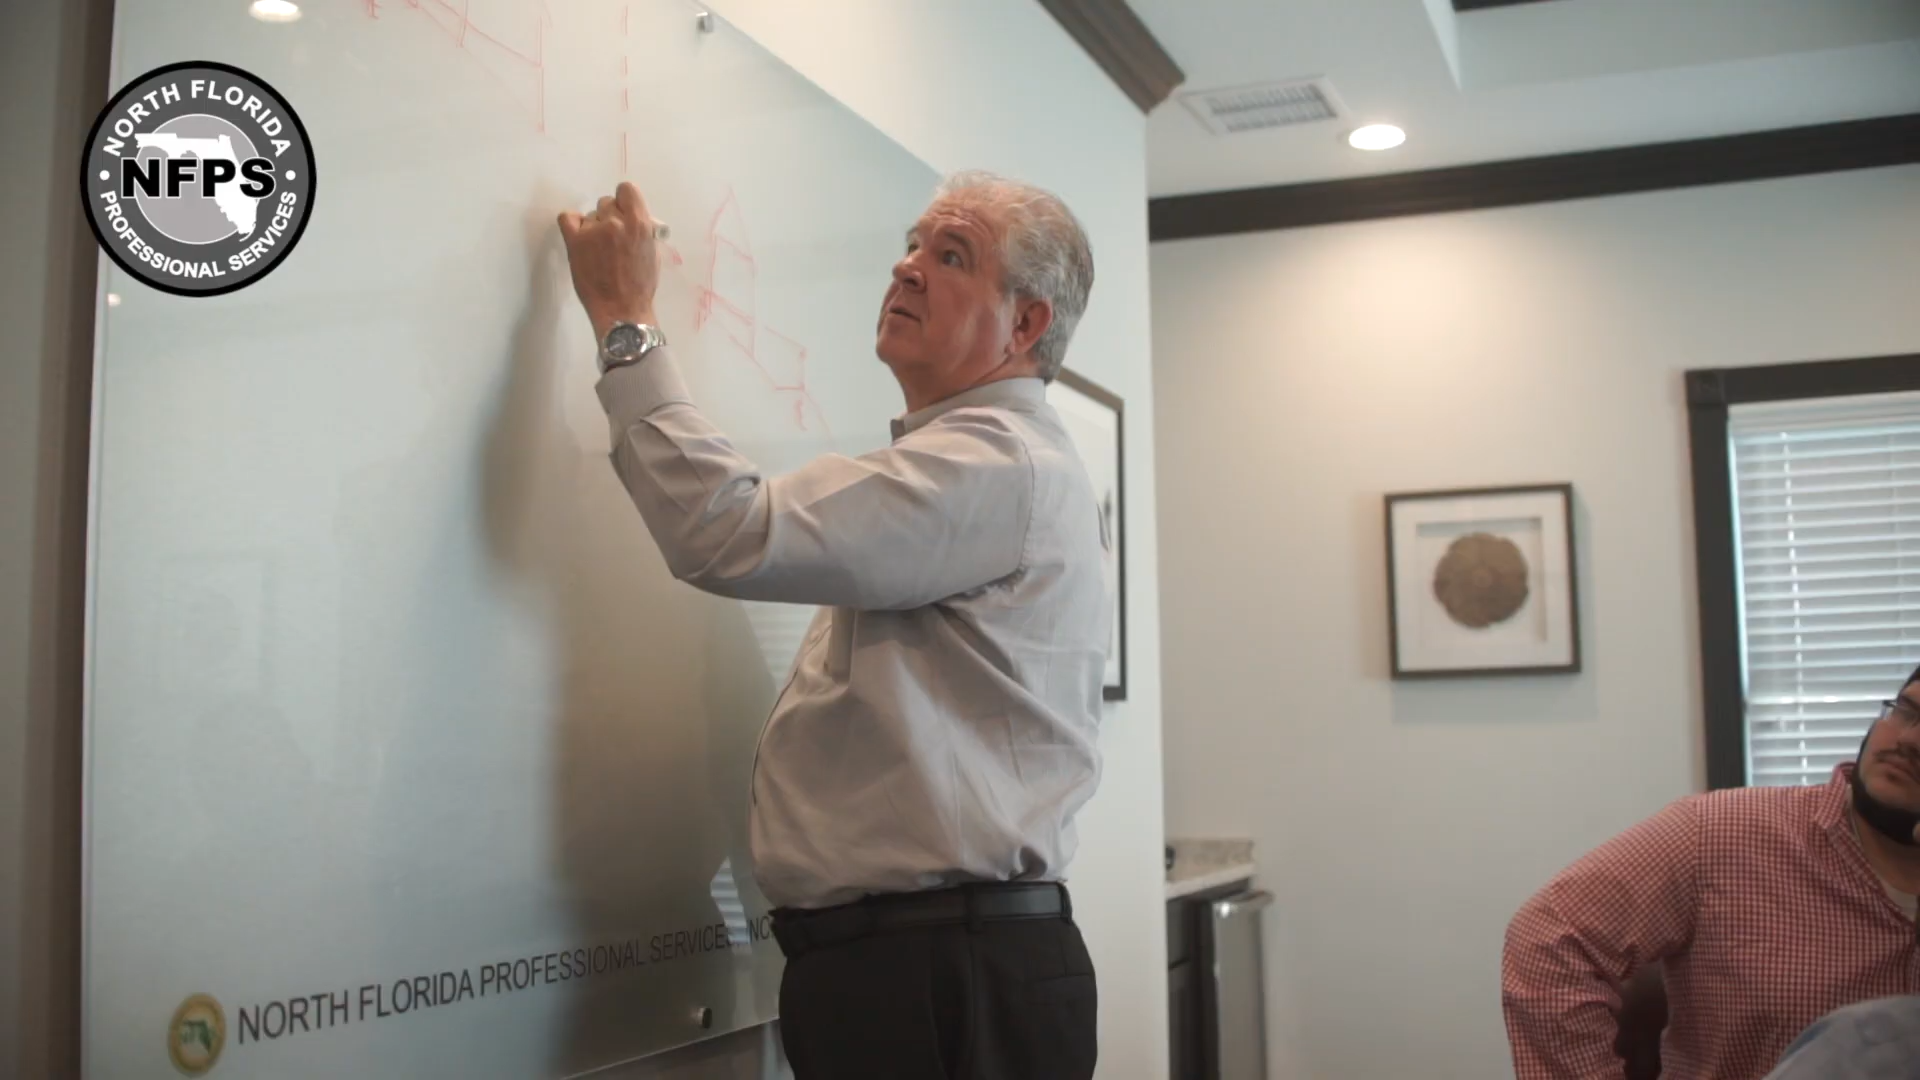 NORTH FLORIDA
NFPS
PROFESSIONAL SERVICES
NORTH FLORIDA PROFESSIONAL SERVICES, INC